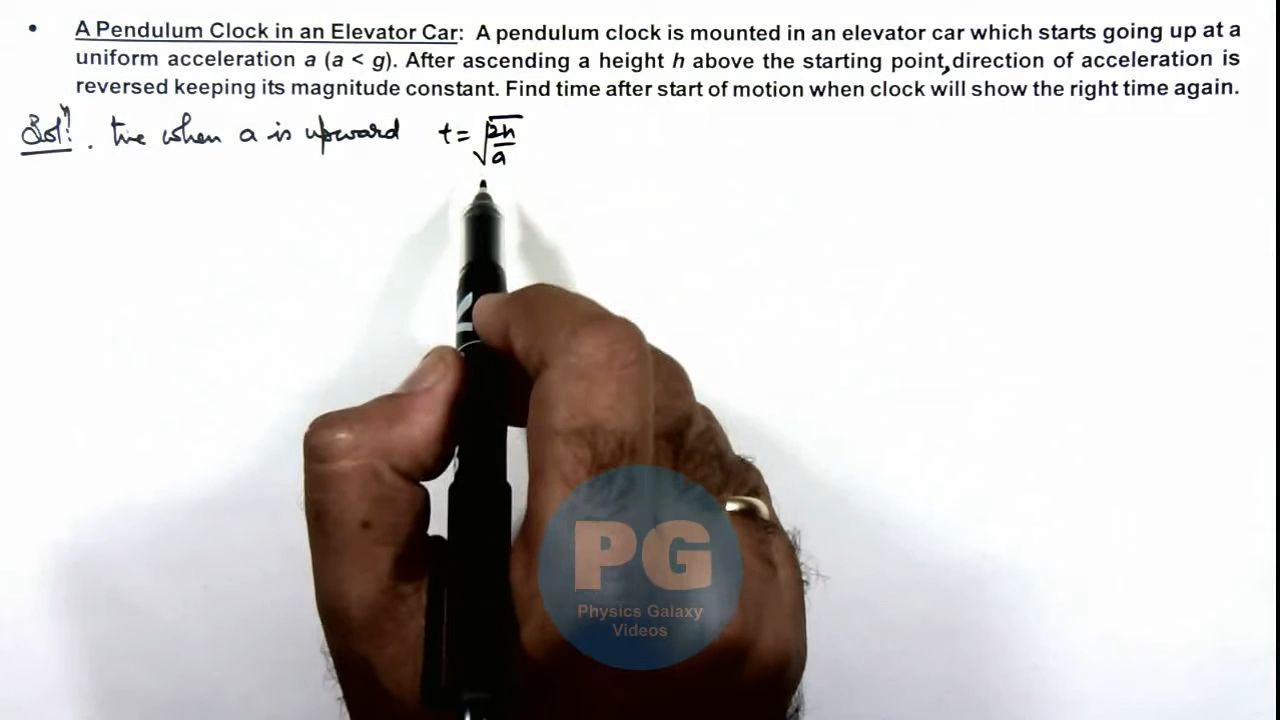 • A Pendulum Clock in an Elevator Car: A pendulum clock is mounted in an elevator car which starts going up at a
uniform acceleration a (a < g). After ascending a height h above the starting point, direction of acceleration is
reversed keeping its magnitude constant. Find time after start of motion when clock will show the right time again.
Solⁿ. time when a is upward t = √(2h/a)
PG
Physics Galaxy
Videos